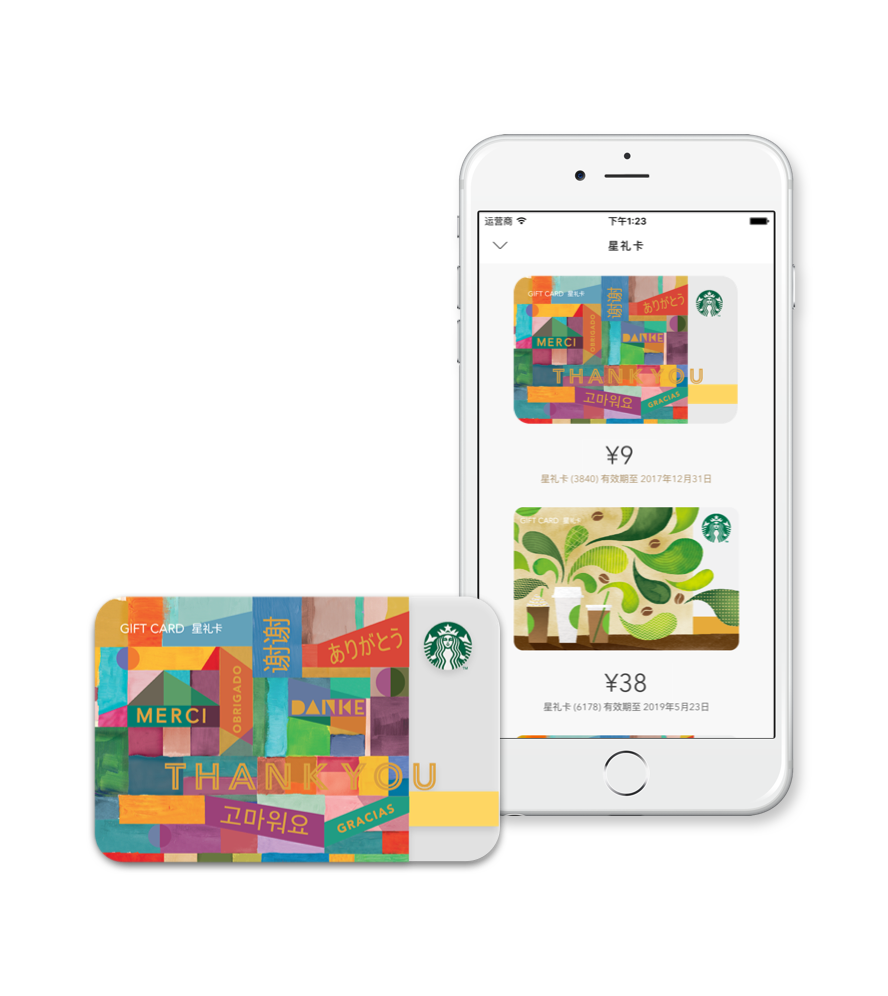 运营商
下午1:23
星礼卡
GIFT CARD 星礼卡
谢谢
ありがとう
MERCI
OBRIGADO
DANKE
THANK YOU
고마워요
GRACIAS
¥9
星礼卡 (3840) 有效期至 2017年12月31日
GIFT CARD 星礼卡
¥38
星礼卡 (6178) 有效期至 2019年5月23日
GIFT CARD 星礼卡
谢谢
ありがとう
OBRIGADO
MERCI
DANKE
THANK YOU
고마워요
GRACIAS
TM